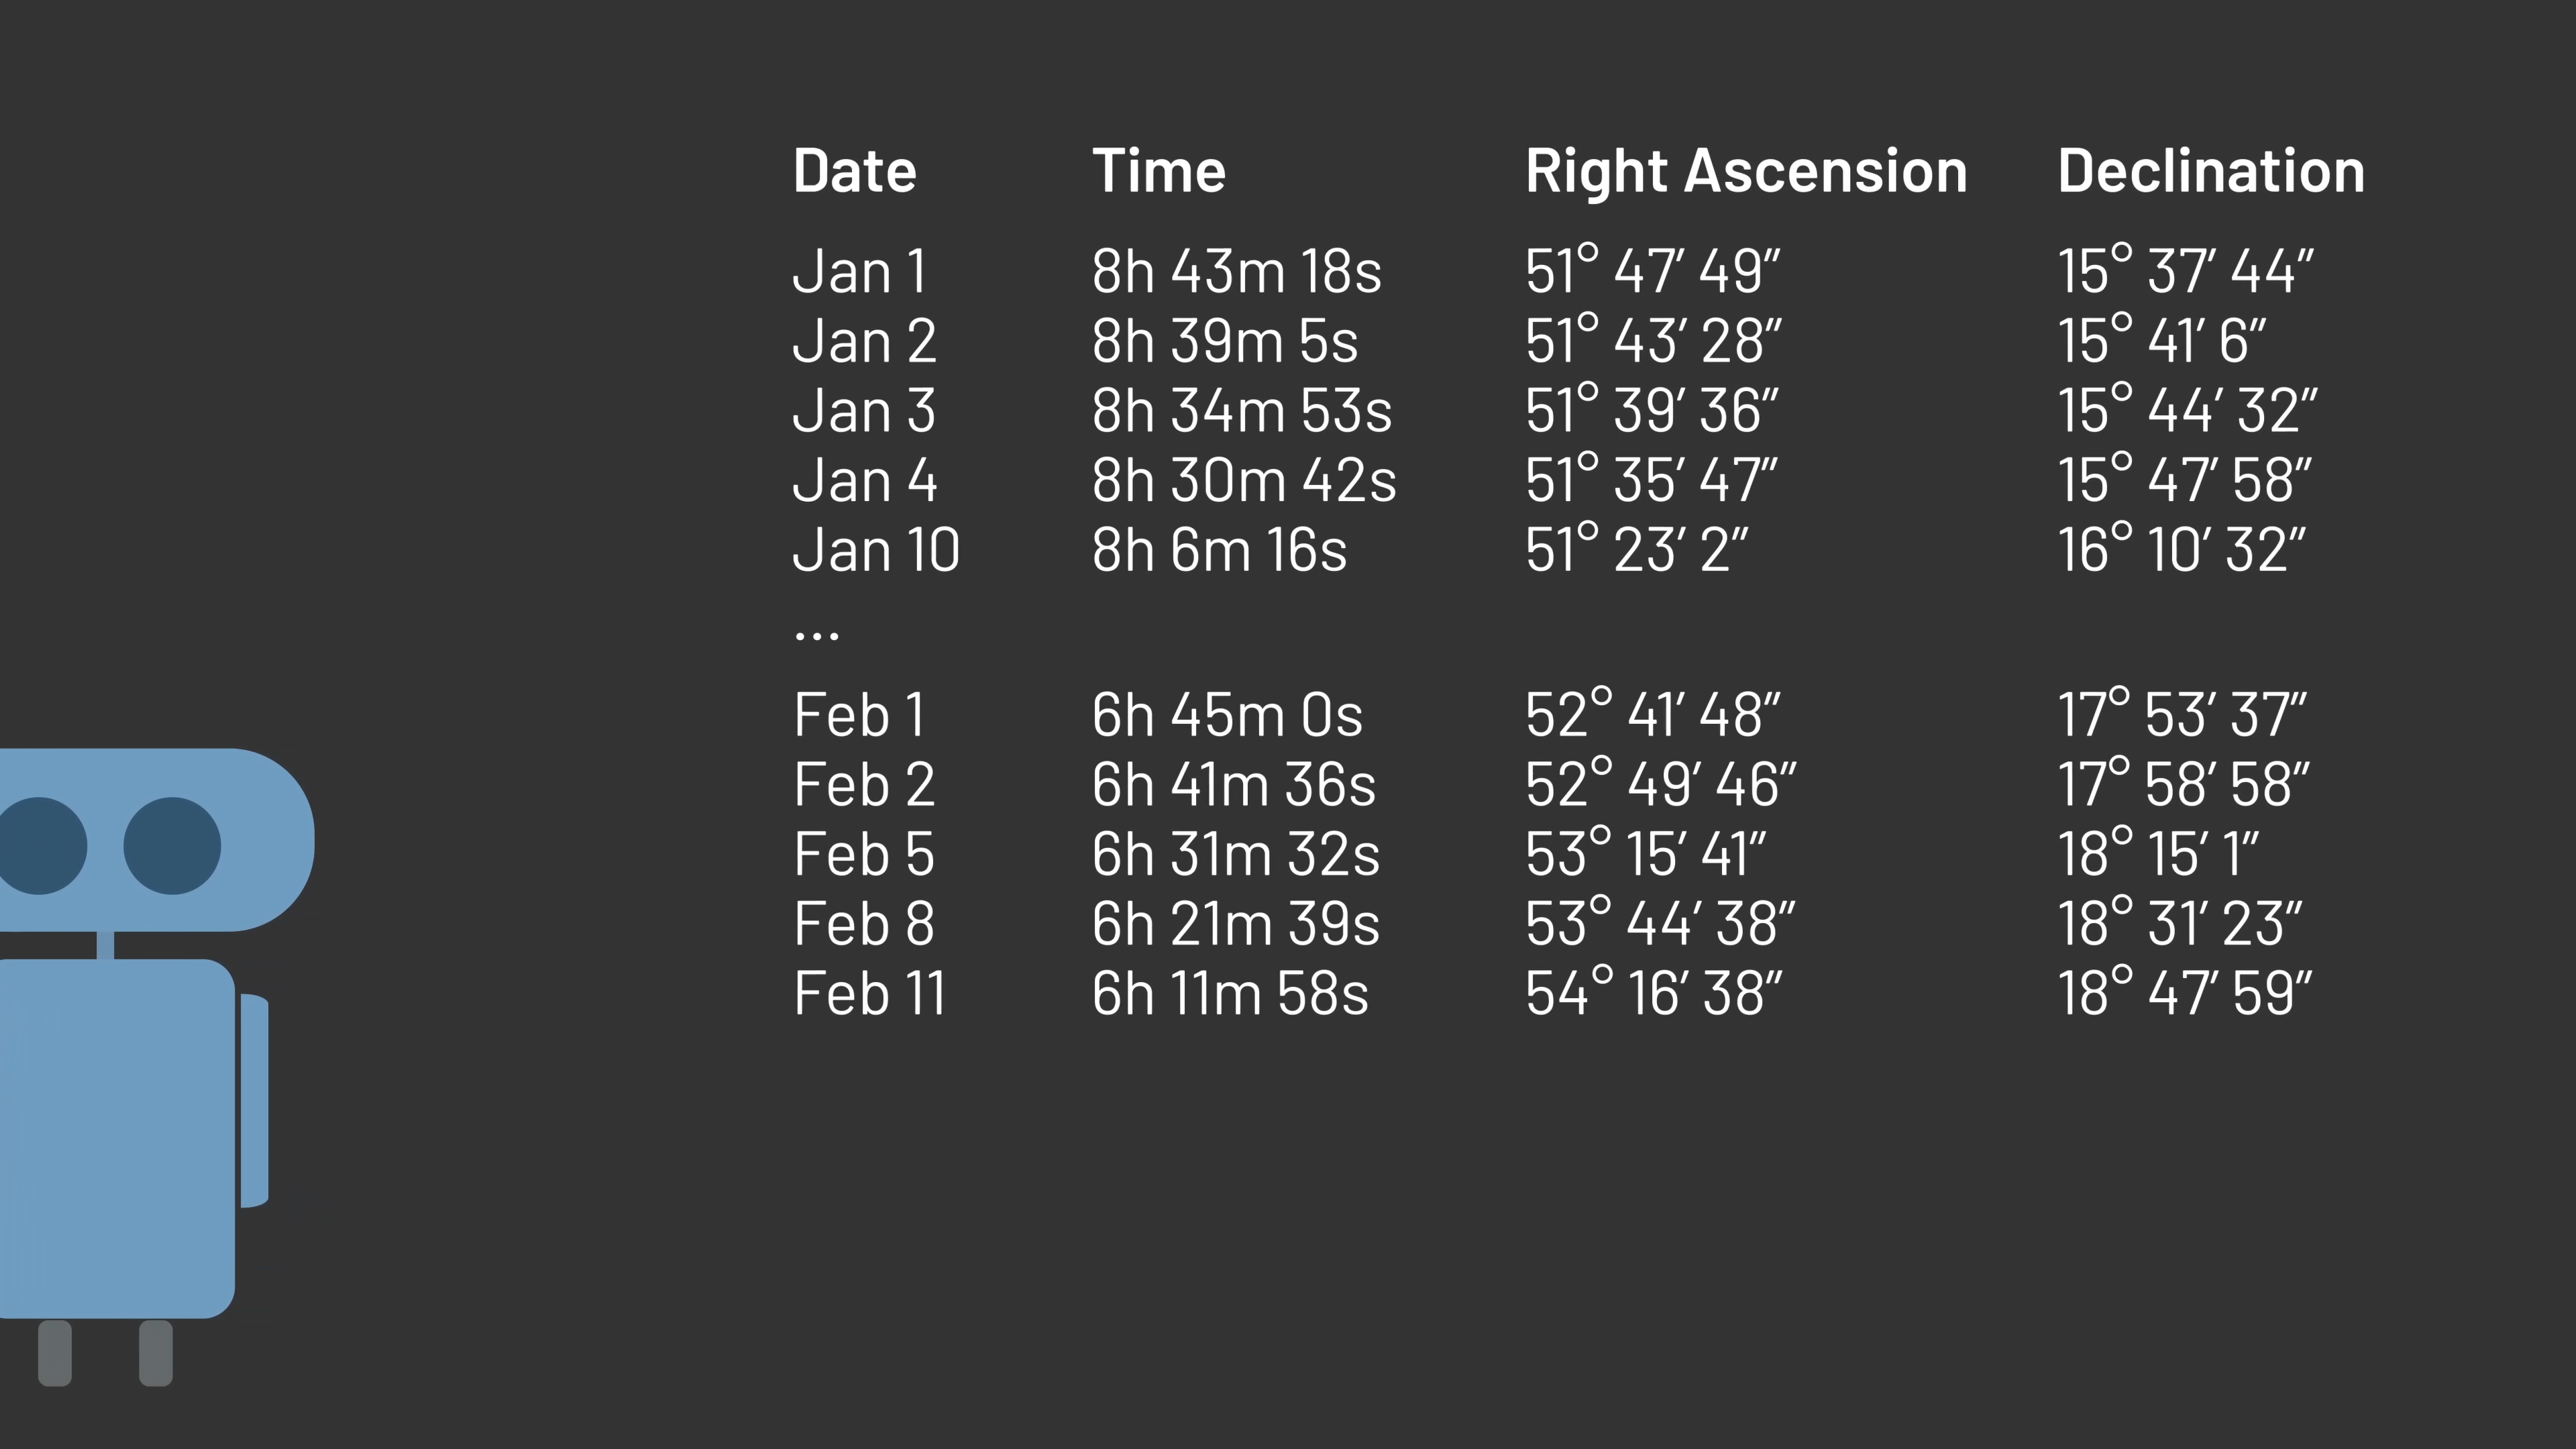 Date Time Right Ascension Declination
Jan 1 8h 43m 18s 51° 47′ 49″ 15° 37′ 44″
Jan 2 8h 39m 5s 51° 43′ 28″ 15° 41′ 6″
Jan 3 8h 34m 53s 51° 39′ 36″ 15° 44′ 32″
Jan 4 8h 30m 42s 51° 35′ 47″ 15° 47′ 58″
Jan 10 8h 6m 16s 51° 23′ 2″ 16° 10′ 32″
...
Feb 1 6h 45m 0s 52° 41′ 48″ 17° 53′ 37″
Feb 2 6h 41m 36s 52° 49′ 46″ 17° 58′ 58″
Feb 5 6h 31m 32s 53° 15′ 41″ 18° 15′ 1″
Feb 8 6h 21m 39s 53° 44′ 38″ 18° 31′ 23″
Feb 11 6h 11m 58s 54° 16′ 38″ 18° 47′ 59″